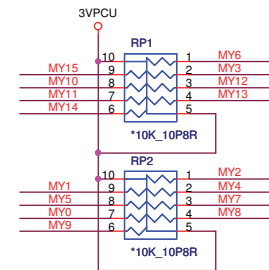 3VPCU
RP1
10 1 MY6
MY15 9 2 MY3
MY10 8 3 MY12
MY11 7 4 MY13
MY14 6 5
*10K_10P8R
RP2
10 1 MY2
MY1 9 2 MY4
MY5 8 3 MY7
MY0 7 4 MY8
MY9 6 5
*10K_10P8R